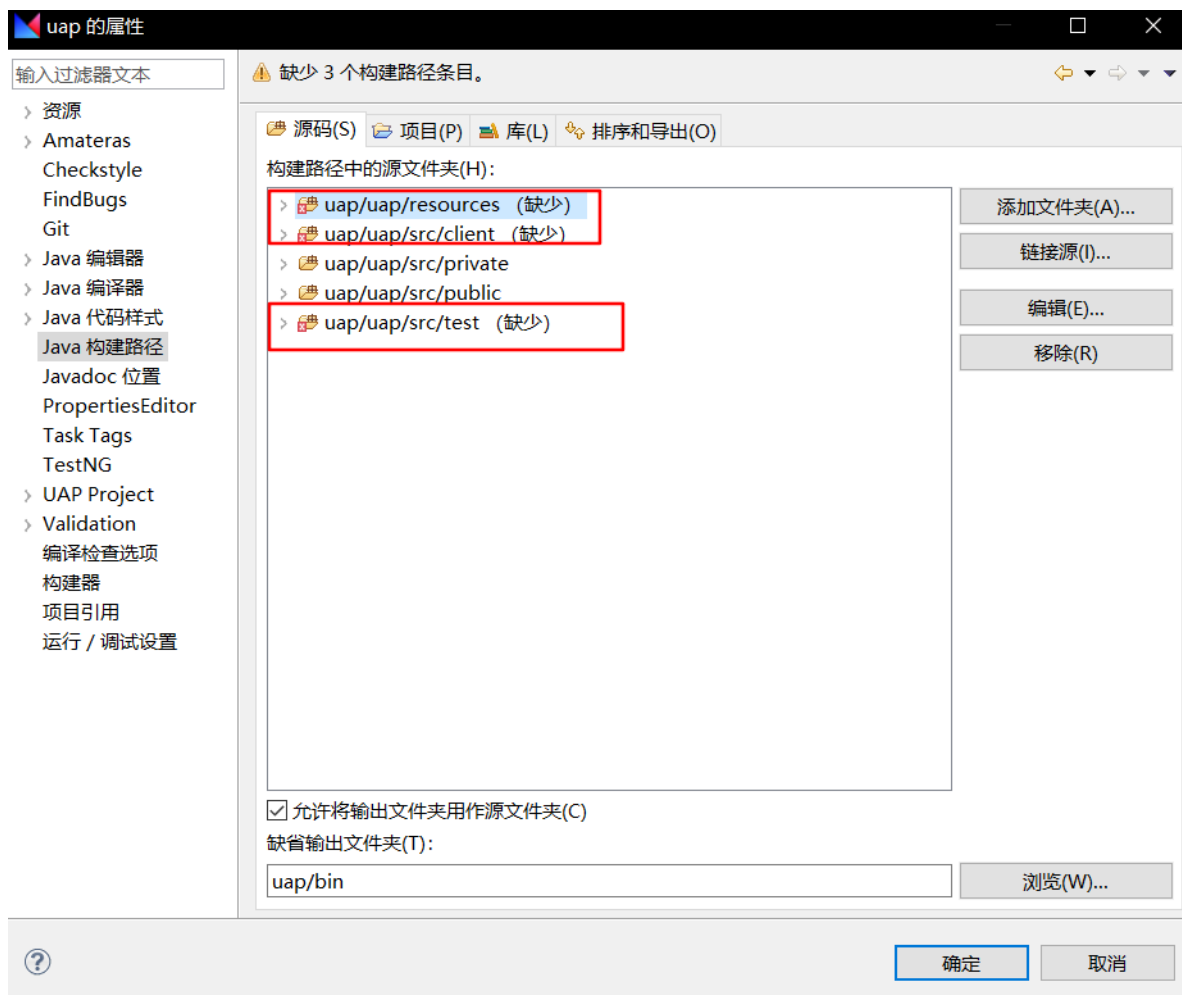 uap 的属性
输入过滤器文本
资源
Amateras
Checkstyle
FindBugs
Git
Java 编辑器
Java 编译器
Java 代码样式
Java 构建路径
Javadoc 位置
PropertiesEditor
Task Tags
TestNG
UAP Project
Validation
编译检查选项
构建器
项目引用
运行 / 调试设置
缺少 3 个构建路径条目。
源码(S) 项目(P) 库(L) 排序和导出(O)
构建路径中的源文件夹(H)：
uap/uap/resources （缺少）
uap/uap/src/client （缺少）
uap/uap/src/private
uap/uap/src/public
uap/uap/src/test （缺少）
添加文件夹(A)...
链接源(I)...
编辑(E)...
移除(R)
允许将输出文件夹用作源文件夹(C)
缺省输出文件夹(T)：
uap/bin
浏览(W)...
确定
取消